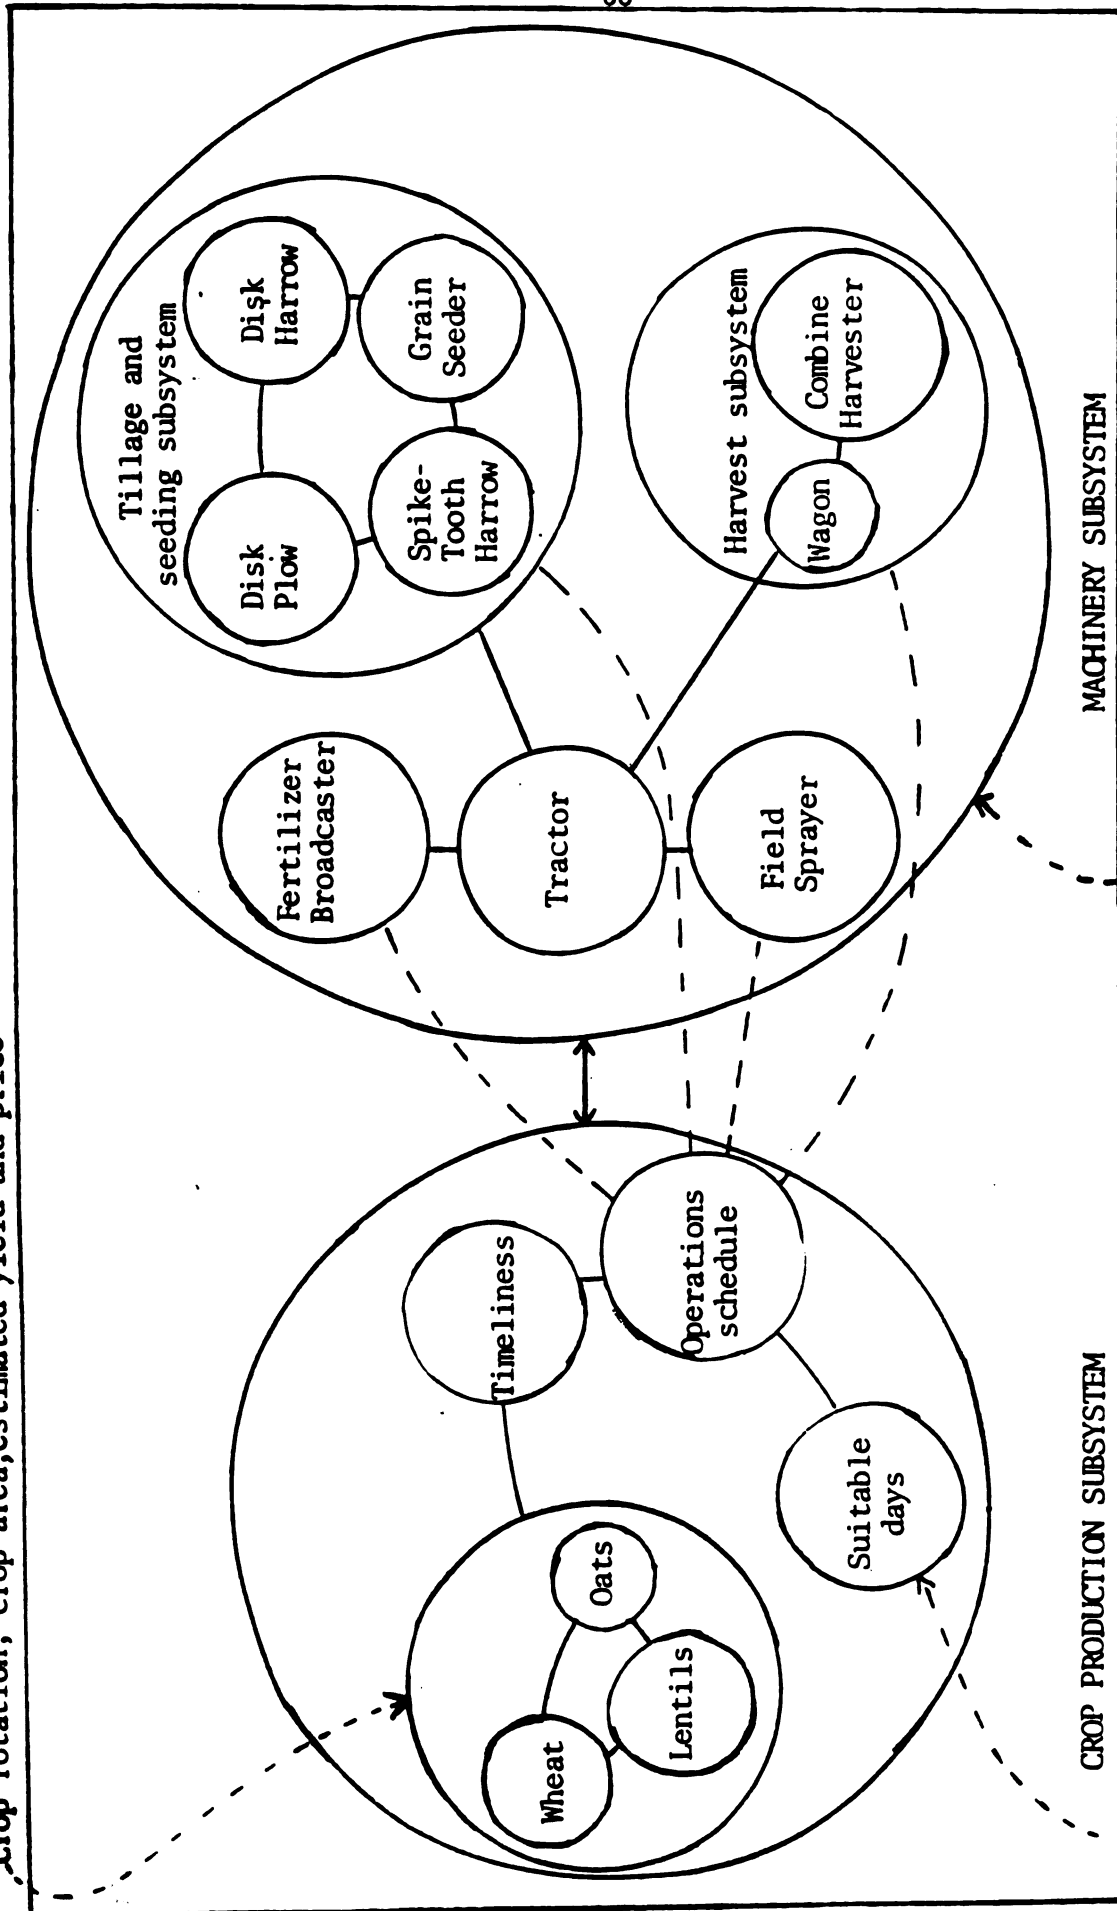 Crop rotation, crop area,estimated yield and price
Tillage and
seeding subsystem
Disk
Plow
Disk
Harrow
Spike-
Tooth
Harrow
Grain
Seeder
Fertilizer
Broadcaster
Tractor
Field
Sprayer
Harvest subsystem
Wagon
Combine
Harvester
Timeliness
Operations
schedule
Wheat
Oats
Lentils
Suitable
days
CROP PRODUCTION SUBSYSTEM
MACHINERY SUBSYSTEM